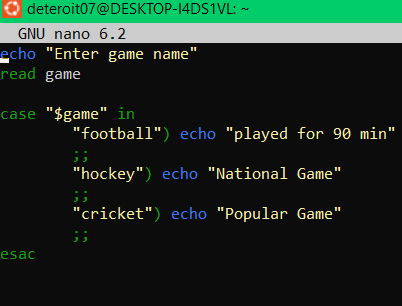 deteroit07@DESKTOP-I4DS1VL: ~
GNU nano 6.2
echo "Enter game name"
read game
case "$game" in
"football") echo "played for 90 min"
;;
"hockey") echo "National Game"
;;
"cricket") echo "Popular Game"
;;
esac